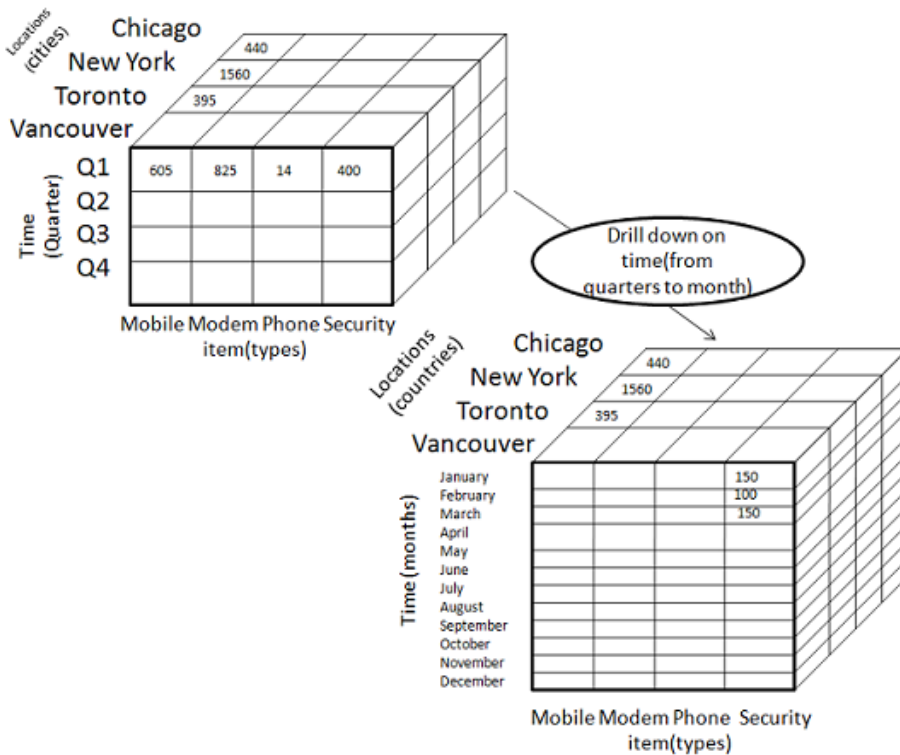 Locations
(cities)
Chicago
New York
Toronto
Vancouver
440
1560
395
Time
(Quarter)
Q1
Q2
Q3
Q4
605 825 14 400
Mobile Modem Phone Security
item(types)
Drill down on
time(from
quarters to month)
Locations
(countries)
Chicago
New York
Toronto
Vancouver
440
1560
395
Time (months)
January 150
February 100
March 150
April
May
June
July
August
September
October
November
December
Mobile Modem Phone Security
item(types)